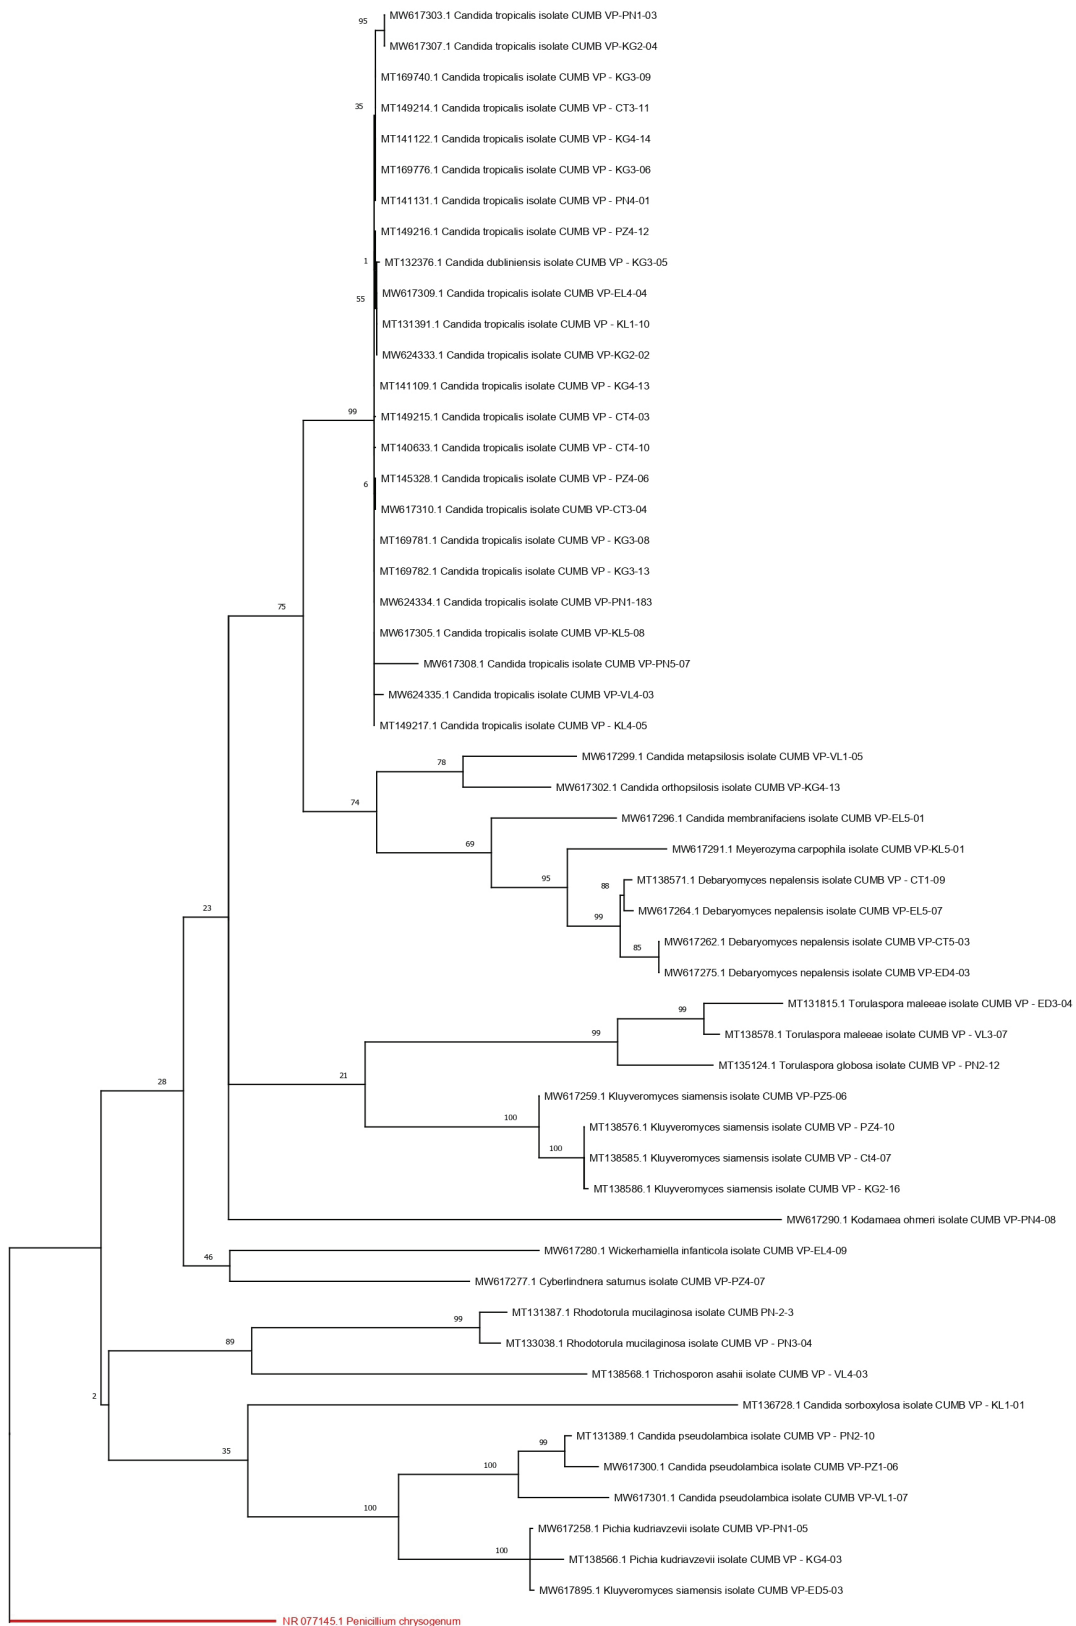 95
MW617303.1 Candida tropicalis isolate CUMB VP-PN1-03
MW617307.1 Candida tropicalis isolate CUMB VP-KG2-04
MT169740.1 Candida tropicalis isolate CUMB VP - KG3-09
35
MT149214.1 Candida tropicalis isolate CUMB VP - CT3-11
MT141122.1 Candida tropicalis isolate CUMB VP - KG4-14
MT169776.1 Candida tropicalis isolate CUMB VP - KG3-06
MT141131.1 Candida tropicalis isolate CUMB VP - PN4-01
MT149216.1 Candida tropicalis isolate CUMB VP - PZ4-12
1
MT132376.1 Candida dubliniensis isolate CUMB VP - KG3-05
MW617309.1 Candida tropicalis isolate CUMB VP-EL4-04
55
MT131391.1 Candida tropicalis isolate CUMB VP - KL1-10
MW624333.1 Candida tropicalis isolate CUMB VP-KG2-02
MT141109.1 Candida tropicalis isolate CUMB VP - KG4-13
99
MT149215.1 Candida tropicalis isolate CUMB VP - CT4-03
MT140633.1 Candida tropicalis isolate CUMB VP - CT4-10
MT145328.1 Candida tropicalis isolate CUMB VP - PZ4-06
6
MW617310.1 Candida tropicalis isolate CUMB VP-CT3-04
MT169781.1 Candida tropicalis isolate CUMB VP - KG3-08
MT169782.1 Candida tropicalis isolate CUMB VP - KG3-13
MW624334.1 Candida tropicalis isolate CUMB VP-PN1-183
75
MW617305.1 Candida tropicalis isolate CUMB VP-KL5-08
MW617308.1 Candida tropicalis isolate CUMB VP-PN5-07
MW624335.1 Candida tropicalis isolate CUMB VP-VL4-03
MT149217.1 Candida tropicalis isolate CUMB VP - KL4-05
MW617299.1 Candida metapsilosis isolate CUMB VP-VL1-05
78
MW617302.1 Candida orthopsilosis isolate CUMB VP-KG4-13
74
MW617296.1 Candida membranifaciens isolate CUMB VP-EL5-01
69
MW617291.1 Meyerozyma carpophila isolate CUMB VP-KL5-01
95
MT138571.1 Debaryomyces nepalensis isolate CUMB VP - CT1-09
88
MW617264.1 Debaryomyces nepalensis isolate CUMB VP-EL5-07
23
99
MW617262.1 Debaryomyces nepalensis isolate CUMB VP-CT5-03
85
MW617275.1 Debaryomyces nepalensis isolate CUMB VP-ED4-03
MT131815.1 Torulaspora maleeae isolate CUMB VP - ED3-04
99
MT138578.1 Torulaspora maleeae isolate CUMB VP - VL3-07
99
MT135124.1 Torulaspora globosa isolate CUMB VP - PN2-12
21
28
MW617259.1 Kluyveromyces siamensis isolate CUMB VP-PZ5-06
100
MT138576.1 Kluyveromyces siamensis isolate CUMB VP - PZ4-10
100
MT138585.1 Kluyveromyces siamensis isolate CUMB VP - Ct4-07
MT138586.1 Kluyveromyces siamensis isolate CUMB VP - KG2-16
MW617290.1 Kodamaea ohmeri isolate CUMB VP-PN4-08
MW617280.1 Wickerhamiella infanticola isolate CUMB VP-EL4-09
46
MW617277.1 Cyberlindnera saturnus isolate CUMB VP-PZ4-07
MT131387.1 Rhodotorula mucilaginosa isolate CUMB PN-2-3
99
MT133038.1 Rhodotorula mucilaginosa isolate CUMB VP - PN3-04
89
MT138568.1 Trichosporon asahii isolate CUMB VP - VL4-03
2
MT136728.1 Candida sorboxylosa isolate CUMB VP - KL1-01
MT131389.1 Candida pseudolambica isolate CUMB VP - PN2-10
99
35
MW617300.1 Candida pseudolambica isolate CUMB VP-PZ1-06
100
MW617301.1 Candida pseudolambica isolate CUMB VP-VL1-07
100
MW617258.1 Pichia kudriavzevii isolate CUMB VP-PN1-05
100
MT138566.1 Pichia kudriavzevii isolate CUMB VP - KG4-03
MW617895.1 Kluyveromyces siamensis isolate CUMB VP-ED5-03
NR 077145.1 Penicillium chrysogenum